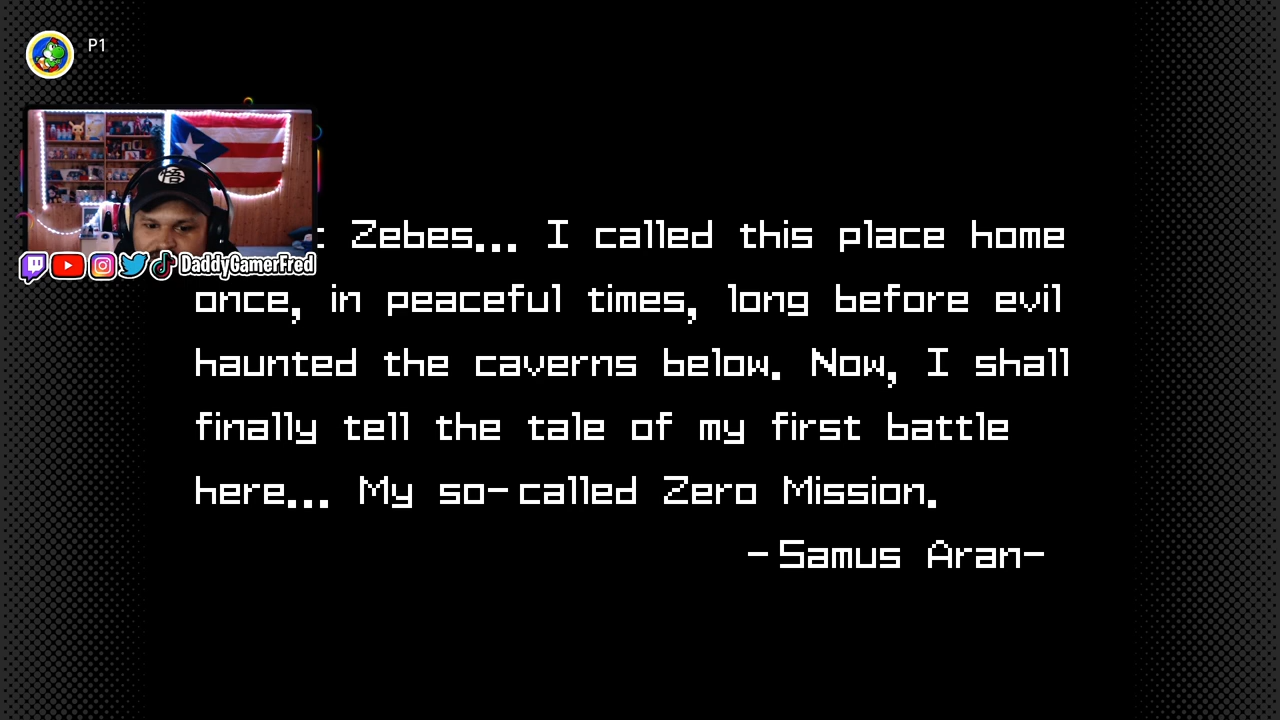 P1
Zebes... I called this place home
once, in peaceful times, long before evil
haunted the caverns below. Now, I shall
finally tell the tale of my first battle
here... My so-called Zero Mission.
-Samus Aran-
悟
DaddyGamerFred